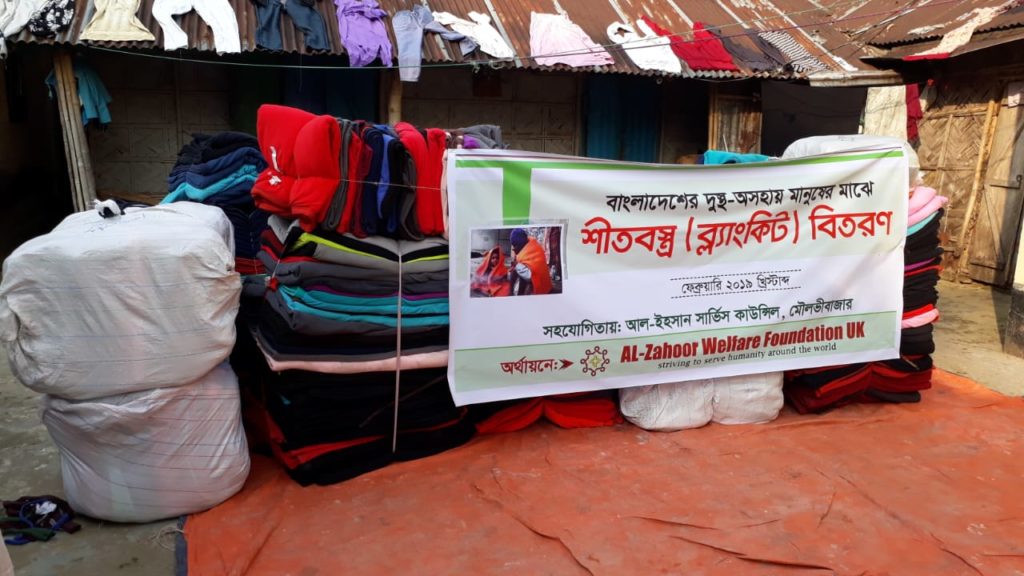 বাংলাদেশের দুস্থ-অসহায় মানুষের মাঝে
শীতবস্ত্র (ব্ল্যাংকিট) বিতরণ
ফেব্রুয়ারি ২০১৯ খ্রিস্টাব্দ
সহযোগিতায়: আল-ইহসান সার্ভিস কাউন্সিল, মৌলভীবাজার
অর্থায়নে:- AL-Zahoor Welfare Foundation UK
striving to serve humanity around the world